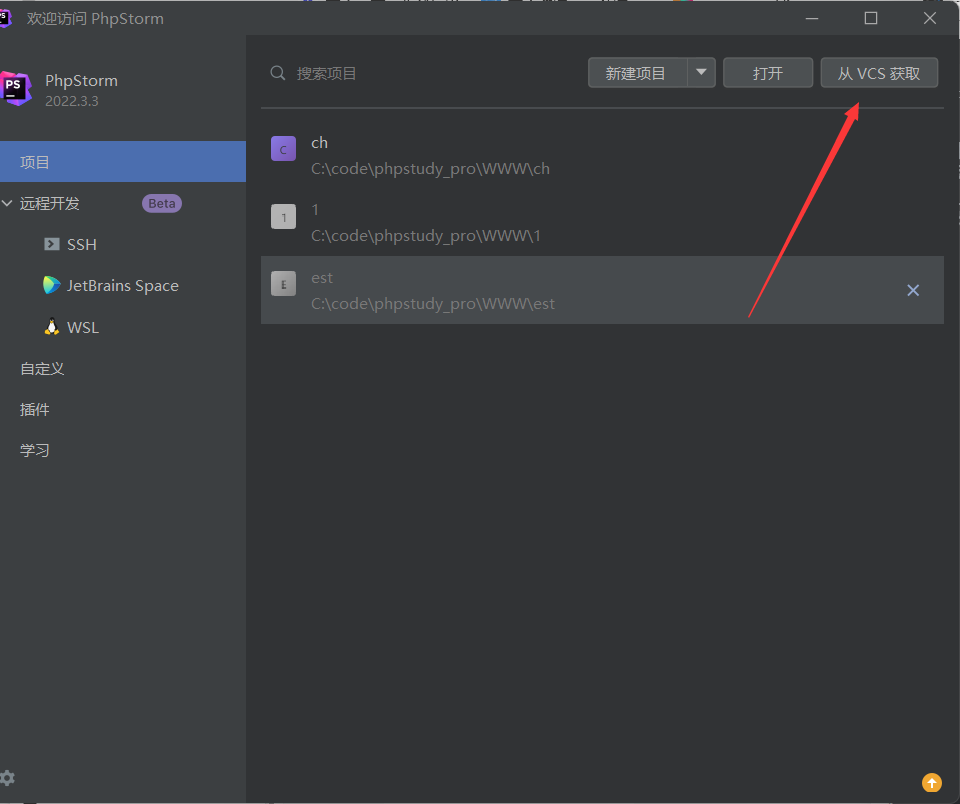 欢迎访问 PhpStorm
PhpStorm
2022.3.3
项目
远程开发 Beta
SSH
JetBrains Space
WSL
自定义
插件
学习
搜索项目
新建项目
打开
从 VCS 获取
C
ch
C:\code\phpstudy_pro\WWW\ch
1
1
C:\code\phpstudy_pro\WWW\1
E
est
C:\code\phpstudy_pro\WWW\est